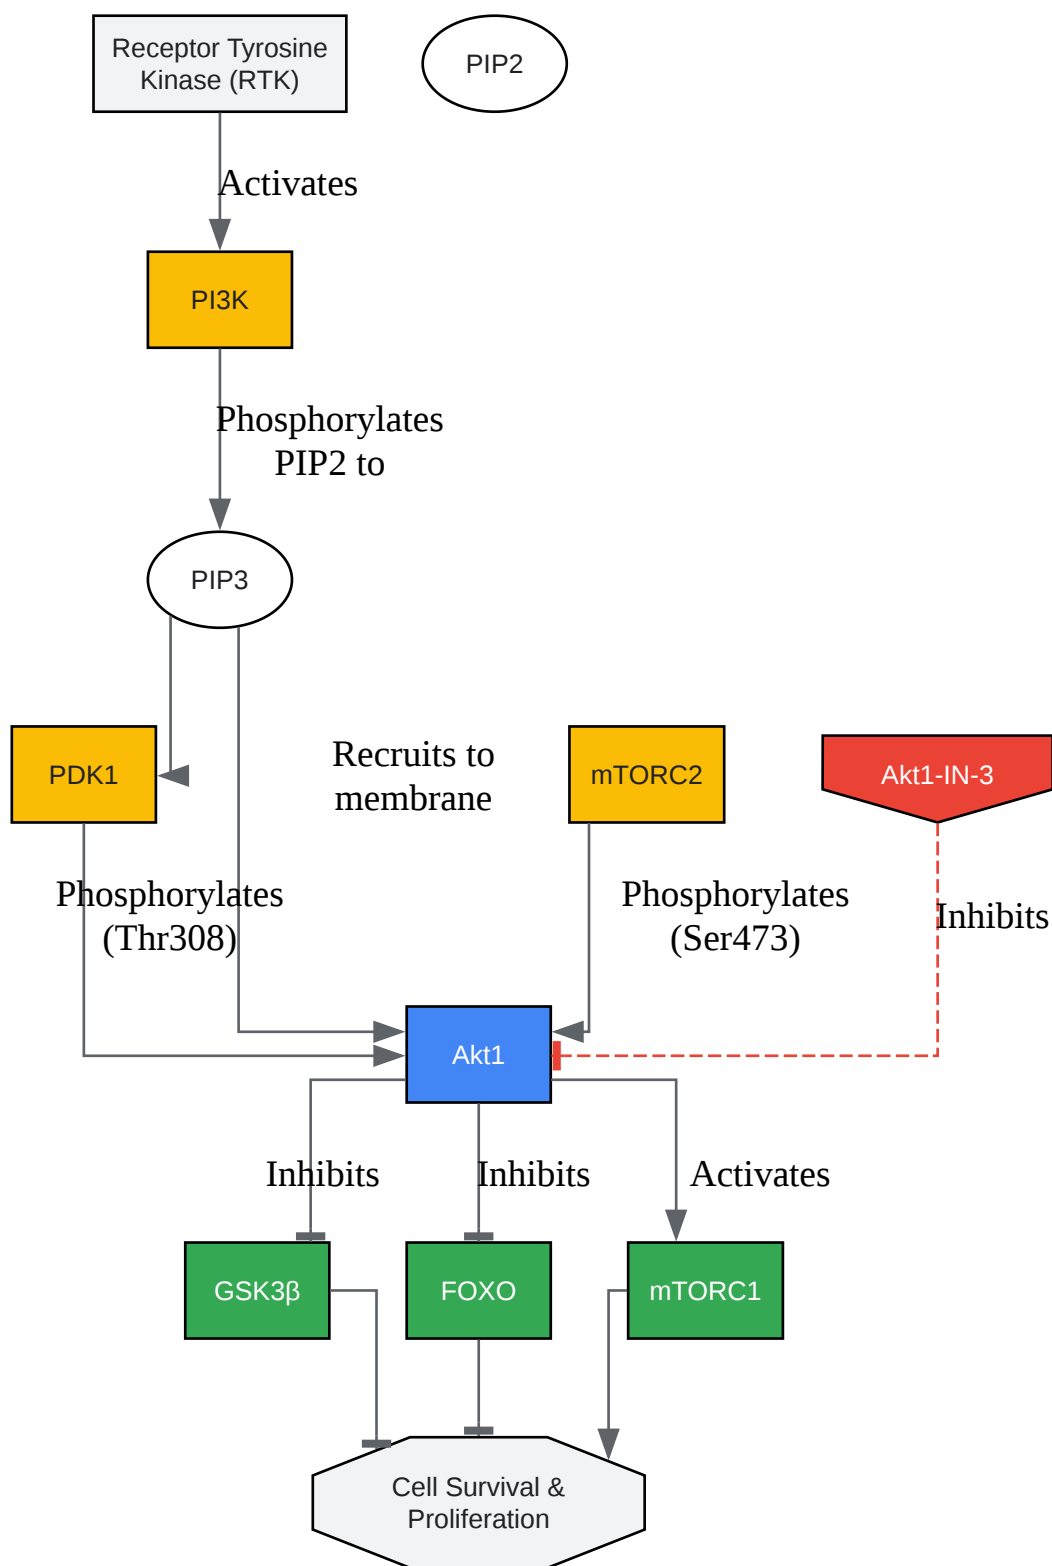 Receptor Tyrosine
Kinase (RTK)
PIP2
Activates
PI3K
Phosphorylates
PIP2 to
PIP3
PDK1
Recruits to
membrane
mTORC2
Akt1-IN-3
Phosphorylates
(Thr308)
Phosphorylates
(Ser473)
Inhibits
Akt1
Inhibits
Inhibits
Activates
GSK3β
FOXO
mTORC1
Cell Survival &
Proliferation